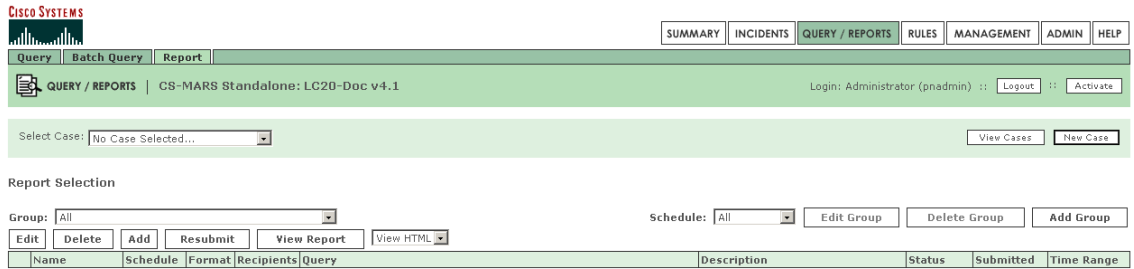 CISCO SYSTEMS
SUMMARY INCIDENTS QUERY / REPORTS RULES MANAGEMENT ADMIN HELP
Query Batch Query Report
QUERY / REPORTS | CS-MARS Standalone: LC20-Doc v4.1 Login: Administrator (pnadmin) :: Logout :: Activate
Select Case: No Case Selected... View Cases New Case
Report Selection
Group: All Schedule: All Edit Group Delete Group Add Group
Edit Delete Add Resubmit View Report View HTML
Name Schedule Format Recipients Query Description Status Submitted Time Range